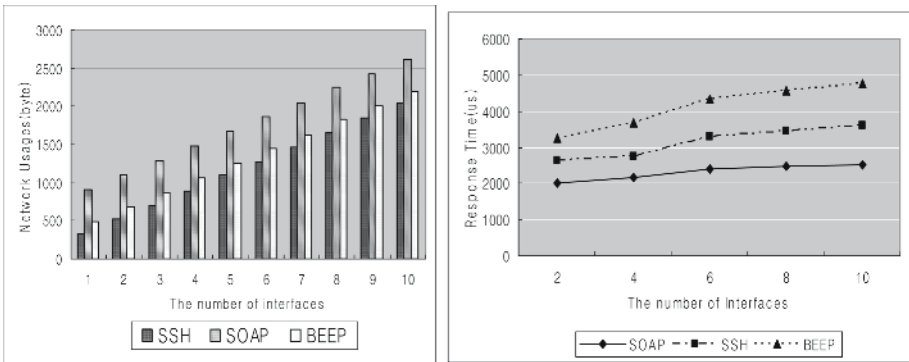 Network Usages(byte)
3000
2500
2000
1500
1000
500
0
1 2 3 4 5 6 7 8 9 10
The number of interfaces
SSH SOAP BEEP
Response Time(us)
6000
5000
4000
3000
2000
1000
0
2 4 6 8 10
The number of Interfaces
SOAP SSH BEEP